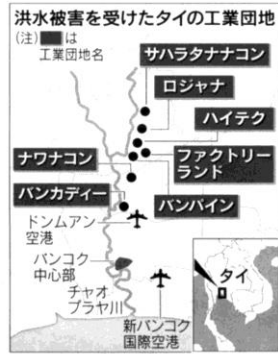 洪水被害を受けたタイの工業団地
(注)■は
工業団地名
サハラタナナコン
ロジャナ
ハイテク
ナワナコン
ファクトリー
ランド
バンカディー
バンパイン
ドンムアン
空港
バンコク
中心部
チャオ
プラヤ川
タイ
新バンコク
国際空港